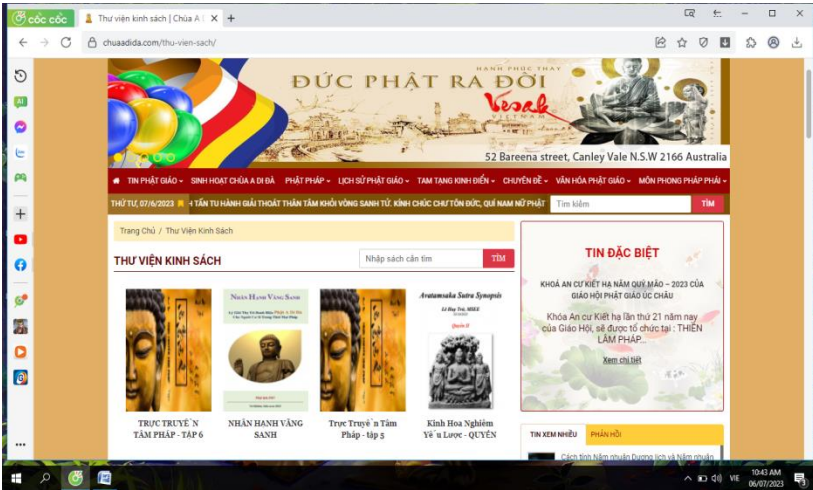 cốc cốc
Thư viện kinh sách | Chùa A
chuaadida.com/thu-vien-sach/
HẠNH PHÚC THAY
ĐỨC PHẬT RA ĐỜI
Vesak
VIETNAM
52 Bareena street, Canley Vale N.S.W 2166 Australia
TIN PHẬT GIÁO SINH HOẠT CHÙA A DI ĐÀ PHẬT PHÁP LỊCH SỬ PHẬT GIÁO TAM TẠNG KINH ĐIỂN CHUYÊN ĐỀ VĂN HÓA PHẬT GIÁO MÔN PHONG PHÁP PHÁI
THỨ TƯ, 07/6/2023 H TẤN TU HÀNH GIẢI THOÁT THÂN TÂM KHỎI VÒNG SANH TỬ. KÍNH CHÚC CHƯ TÔN ĐỨC, QUÍ NAM NỮ PHẬT Tìm kiếm TÌM
Trang Chủ / Thư Viện Kinh Sách
THƯ VIỆN KINH SÁCH
Nhập sách cần tìm TÌM
NHÂN HẠNH VÃNG SANH
Avatamsaka Sutra Synopsis
Lê Huy Trứ, MSEE
Quyển II
TRỰC TRUYỀN
TÂM PHÁP - TẬP 6
NHÂN HẠNH VÃNG
SANH
Trực Truyền Tâm
Pháp - tập 5
Kinh Hoa Nghiêm
Yếu Lược - QUYỂN
TIN ĐẶC BIỆT
KHOÁ AN CƯ KIẾT HẠ NĂM QUÝ MÃO – 2023 CỦA
GIÁO HỘI PHẬT GIÁO ÚC CHÂU
Khóa An cư Kiết hạ lần thứ 21 năm nay
của Giáo Hội, sẽ được tổ chức tại : THIỀN
LÂM PHÁP...
Xem chi tiết
TIN XEM NHIỀU PHẢN HỒI
Cách tính Năm nhuận Dương lịch và Năm nhuận
VIE
10:43 AM
06/07/2023